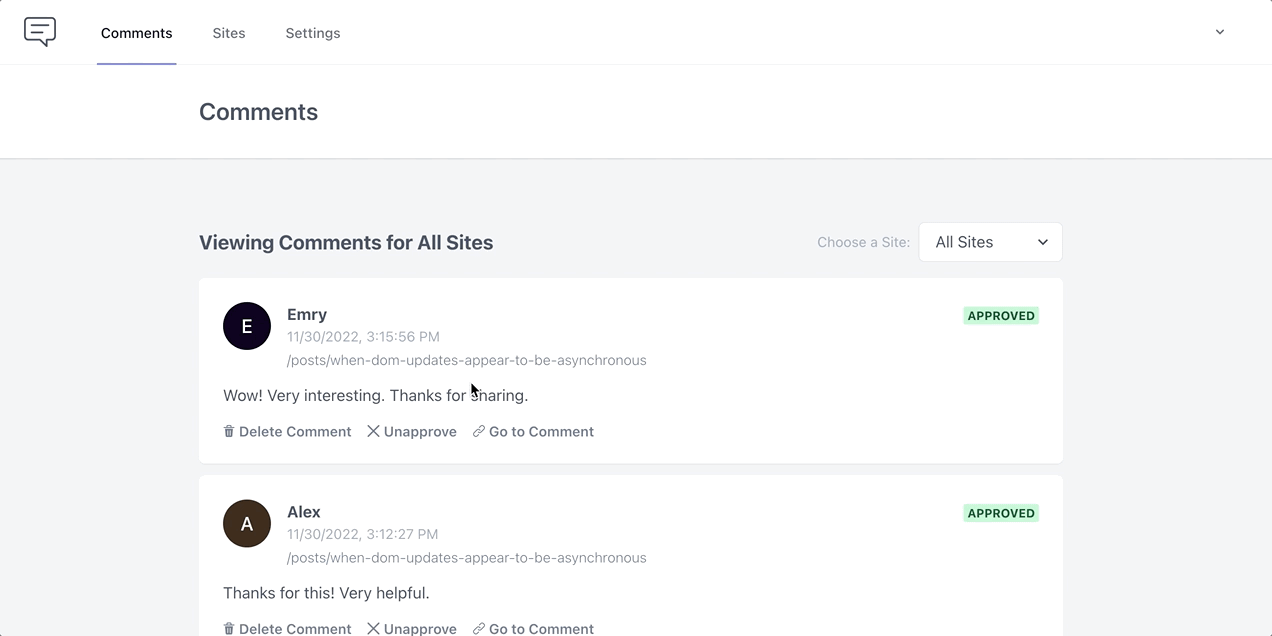 Comments Sites Settings
Comments
Viewing Comments for All Sites
Choose a Site: All Sites
E
Emry
APPROVED
11/30/2022, 3:15:56 PM
/posts/when-dom-updates-appear-to-be-asynchronous
Wow! Very interesting. Thanks for sharing.
Delete Comment Unapprove Go to Comment
A
Alex
APPROVED
11/30/2022, 3:12:27 PM
/posts/when-dom-updates-appear-to-be-asynchronous
Thanks for this! Very helpful.
Delete Comment Unapprove Go to Comment